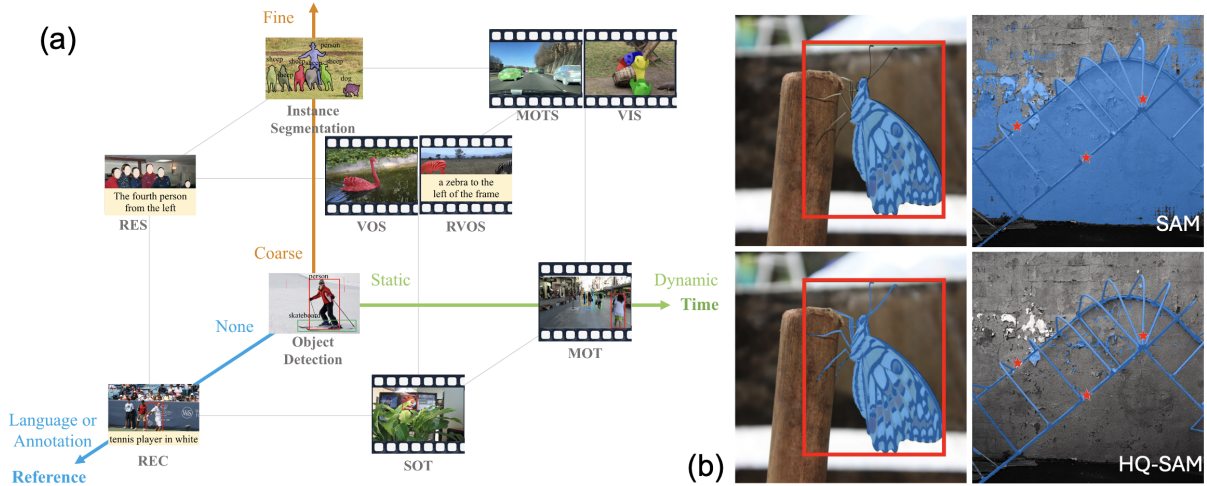 (a)
Fine
person
sheep
sheep
sheep
sheep
dog
Instance
Segmentation
MOTS
VIS
The fourth person
from the left
RES
a zebra to the
left of the frame
VOS
RVOS
Coarse
Static
Dynamic
Time
person
skateboard
None
Object
Detection
MOT
Language or
Annotation
Reference
tennis player in white
REC
SOT
SAM
(b)
HQ-SAM